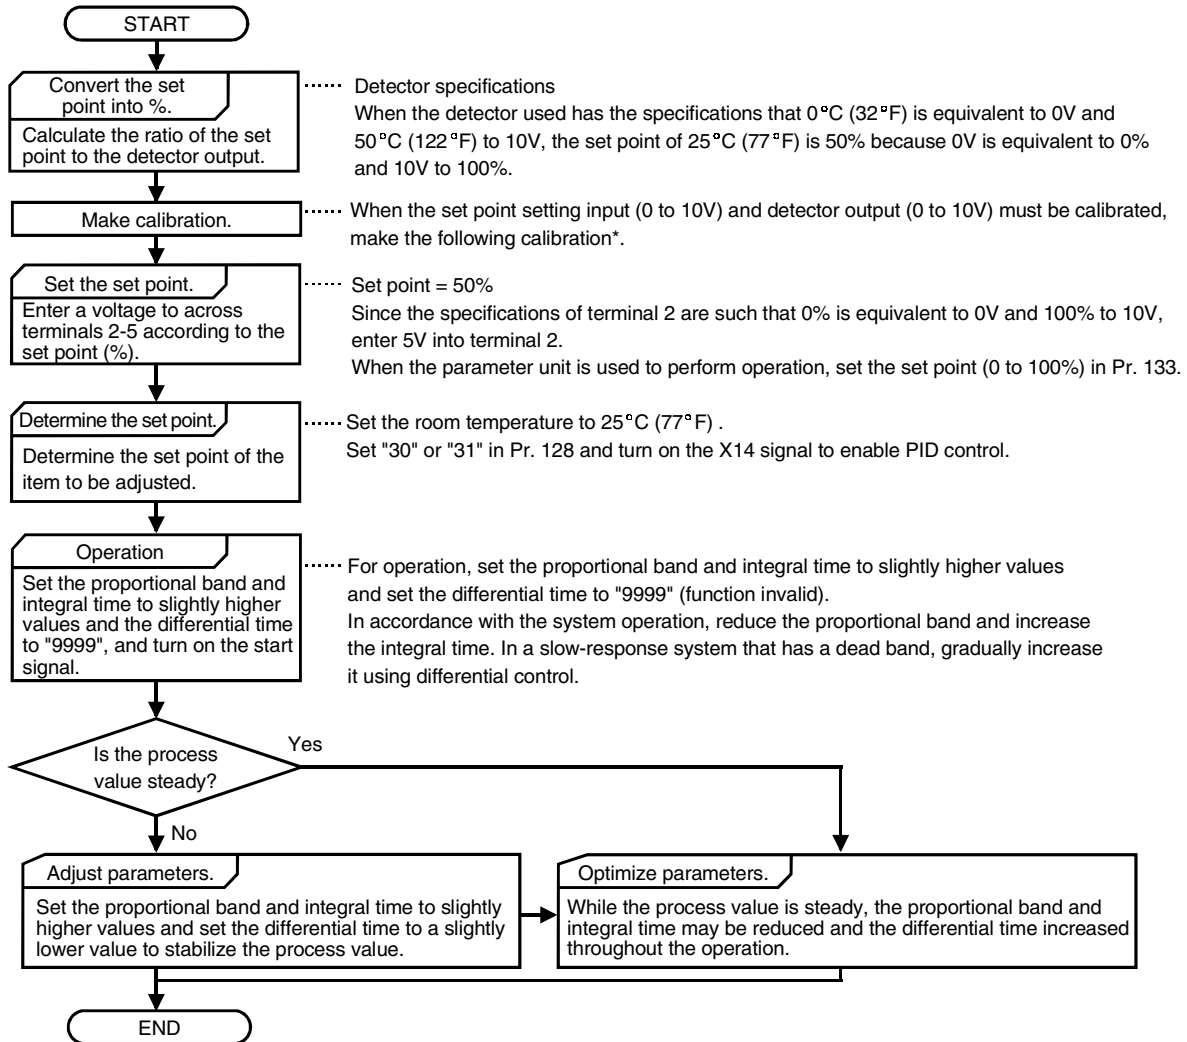 START
Convert the set
point into %.
Calculate the ratio of the set
point to the detector output.
Detector specifications
When the detector used has the specifications that 0°C (32°F) is equivalent to 0V and
50°C (122°F) to 10V, the set point of 25°C (77°F) is 50% because 0V is equivalent to 0%
and 10V to 100%.
Make calibration.
When the set point setting input (0 to 10V) and detector output (0 to 10V) must be calibrated,
make the following calibration*.
Set the set point.
Enter a voltage to across
terminals 2-5 according to the
set point (%).
Set point = 50%
Since the specifications of terminal 2 are such that 0% is equivalent to 0V and 100% to 10V,
enter 5V into terminal 2.
When the parameter unit is used to perform operation, set the set point (0 to 100%) in Pr. 133.
Determine the set point.
Determine the set point of the
item to be adjusted.
Set the room temperature to 25°C (77°F) .
Set "30" or "31" in Pr. 128 and turn on the X14 signal to enable PID control.
Operation
Set the proportional band and
integral time to slightly higher
values and the differential time
to "9999", and turn on the start
signal.
For operation, set the proportional band and integral time to slightly higher values
and set the differential time to "9999" (function invalid).
In accordance with the system operation, reduce the proportional band and increase
the integral time. In a slow-response system that has a dead band, gradually increase
it using differential control.
Is the process
value steady?
Yes
No
Adjust parameters.
Set the proportional band and integral time to slightly
higher values and set the differential time to a slightly
lower value to stabilize the process value.
Optimize parameters.
While the process value is steady, the proportional band and
integral time may be reduced and the differential time increased
throughout the operation.
END